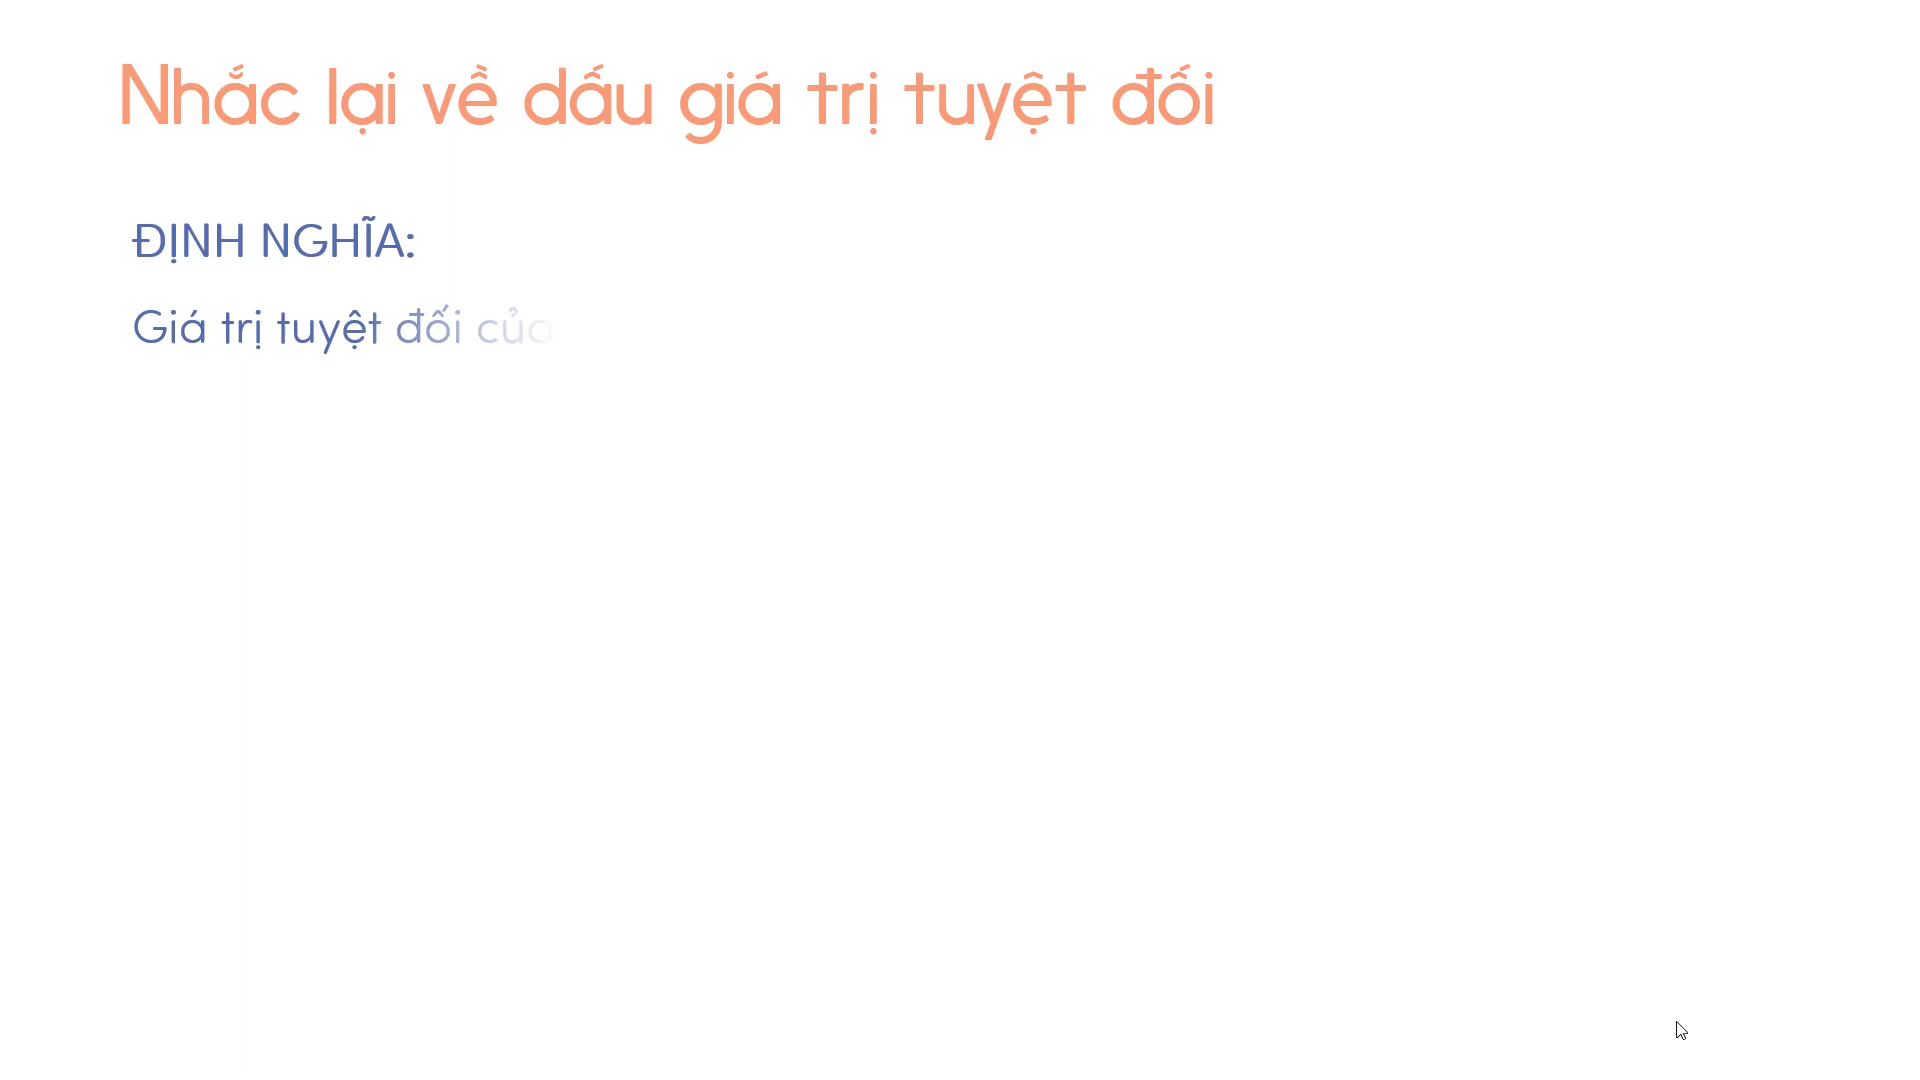 Nhắc lại về dấu giá trị tuyệt đối
ĐỊNH NGHĨA:
Giá trị tuyệt đối của